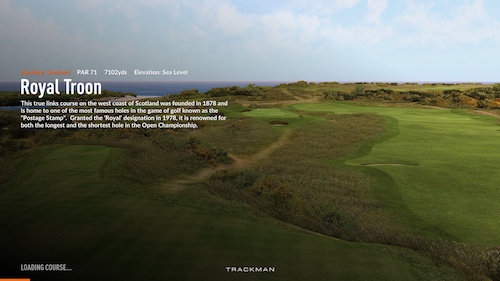 PAR 71 7102yds Elevation: Sea Level
Royal Troon
This true links course on the west coast of Scotland was founded in 1878 and
is home to one of the most famous holes in the game of golf known as the
"Postage Stamp". Granted the 'Royal' designation in 1978, it is renowned for
both the longest and the shortest hole in the Open Championship.
LOADING COURSE...
TRACKMAN